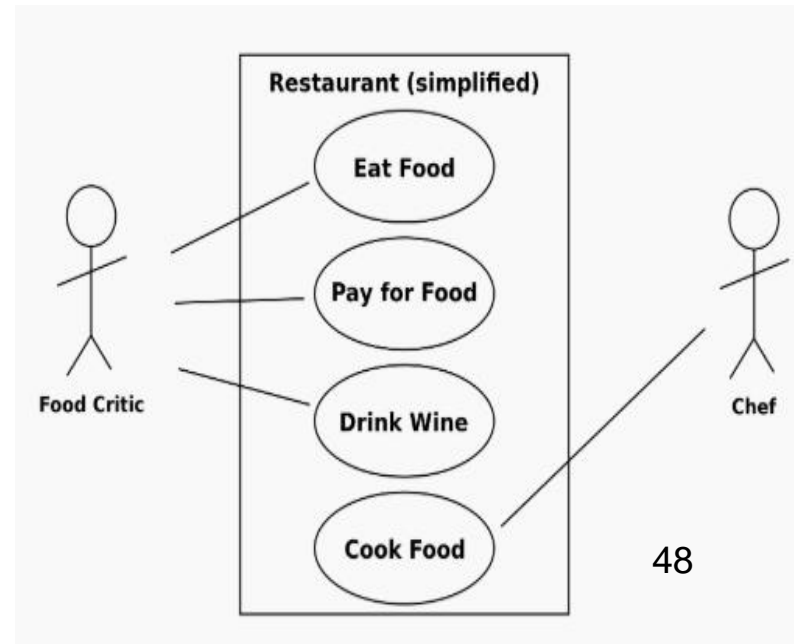 Restaurant (simplified)
Eat Food
Pay for Food
Drink Wine
Cook Food
Food Critic
Chef
48